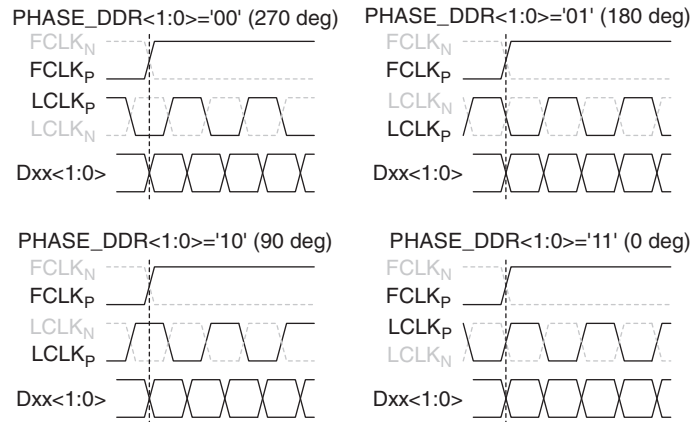 PHASE_DDR<1:0>='00' (270 deg)
FCLKN
FCLKP
LCLKP
LCLKN
Dxx<1:0>
PHASE_DDR<1:0>='01' (180 deg)
FCLKN
FCLKP
LCLKN
LCLKP
Dxx<1:0>
PHASE_DDR<1:0>='10' (90 deg)
FCLKN
FCLKP
LCLKN
LCLKP
Dxx<1:0>
PHASE_DDR<1:0>='11' (0 deg)
FCLKN
FCLKP
LCLKP
LCLKN
Dxx<1:0>